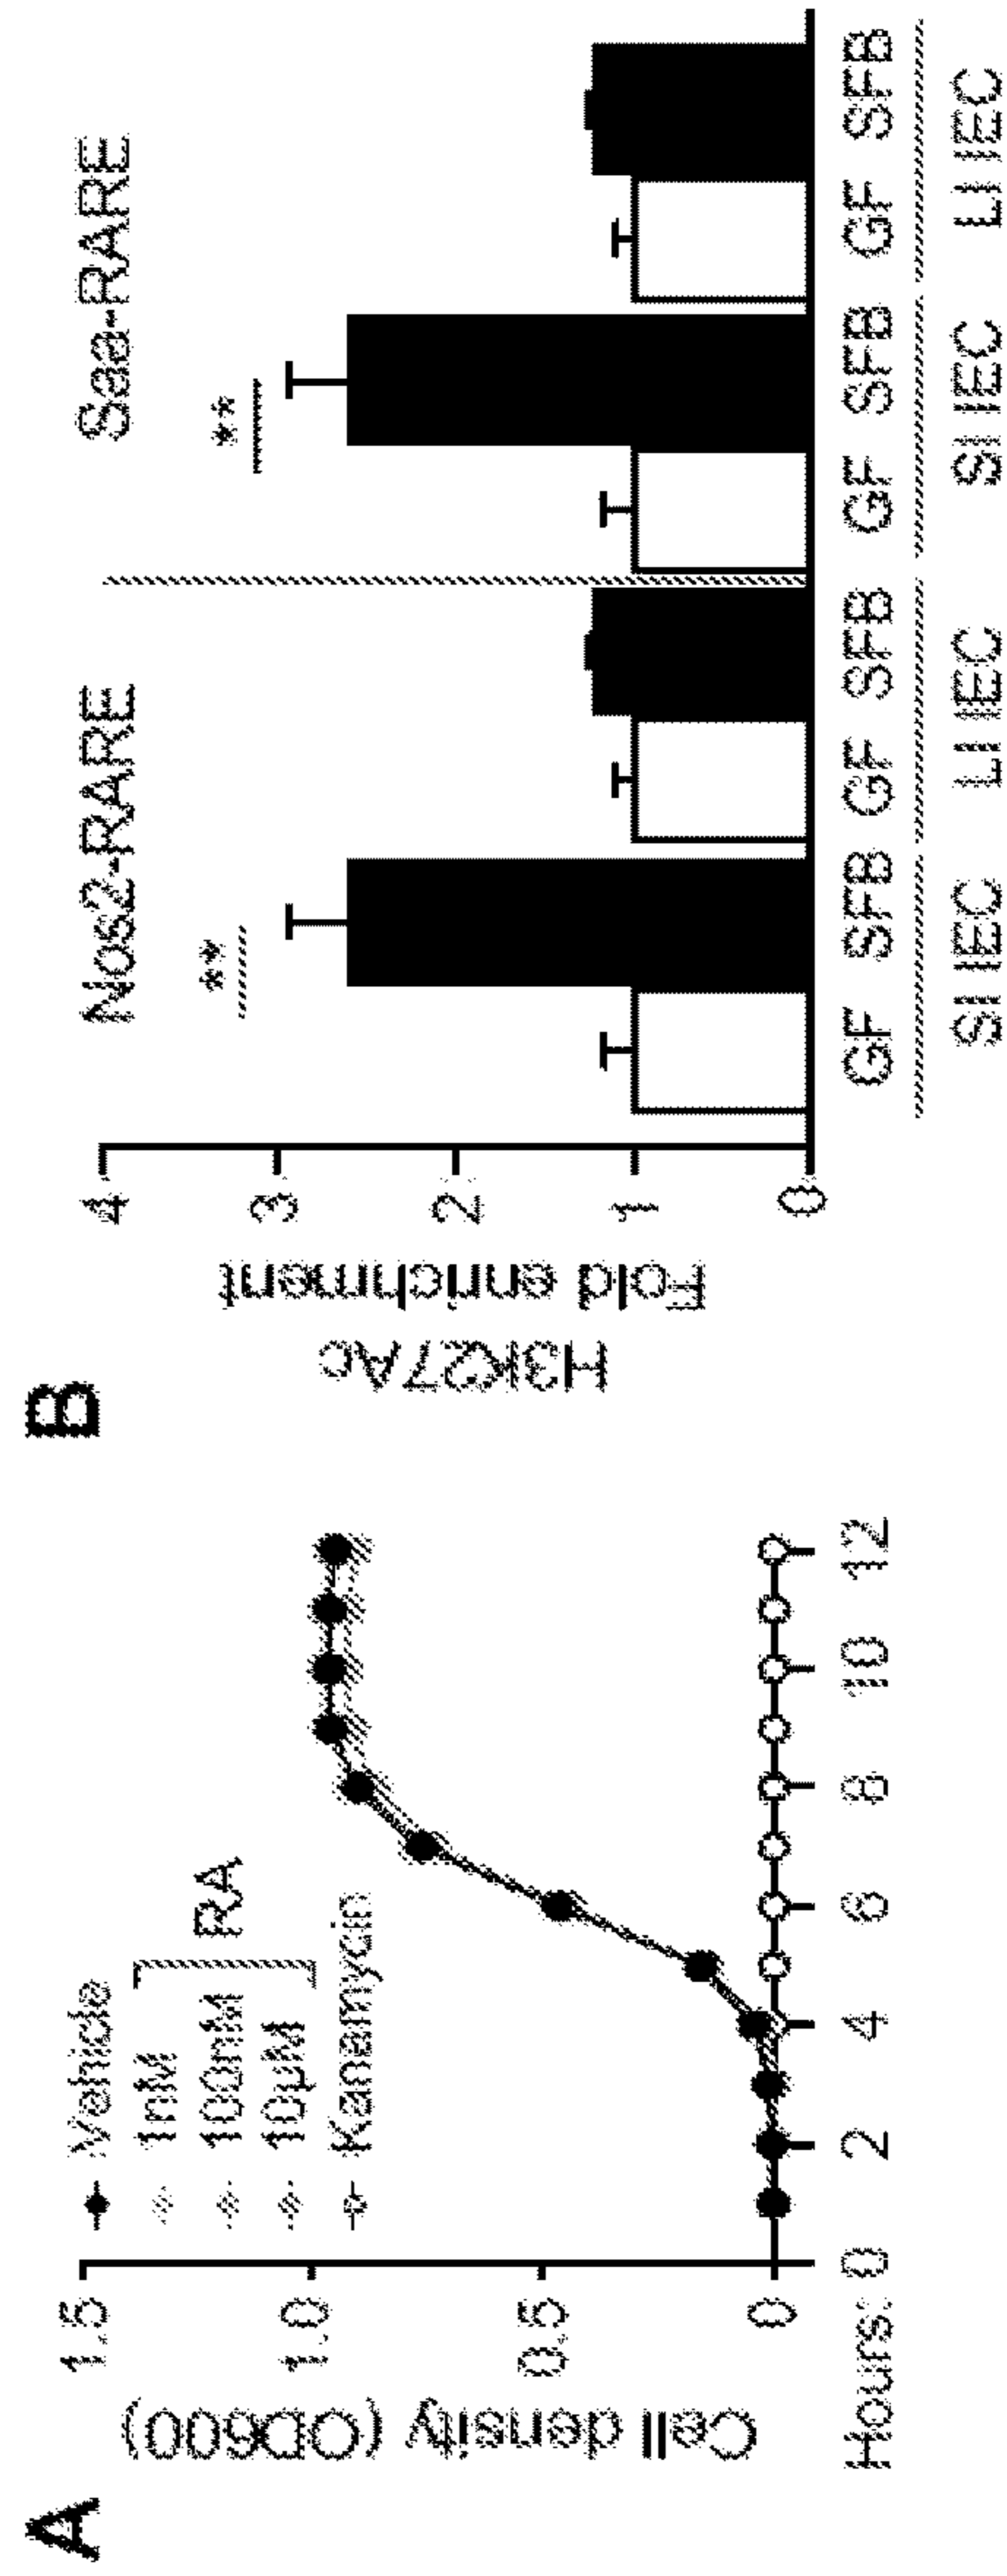 A
Cell density (OD600)
1.5
1.0
0.5
0
Vehicle
1nM
100nM
10µM
RA
Kanamycin
Hours: 0 2 4 6 8 10 12
B
H3K27Ac
Fold enrichment
4
3
2
1
0
Nos2-RARE Saa-RARE
** **
GF SFB GF SFB GF SFB GF SFB
SI IEC LI IEC SI IEC LI IEC